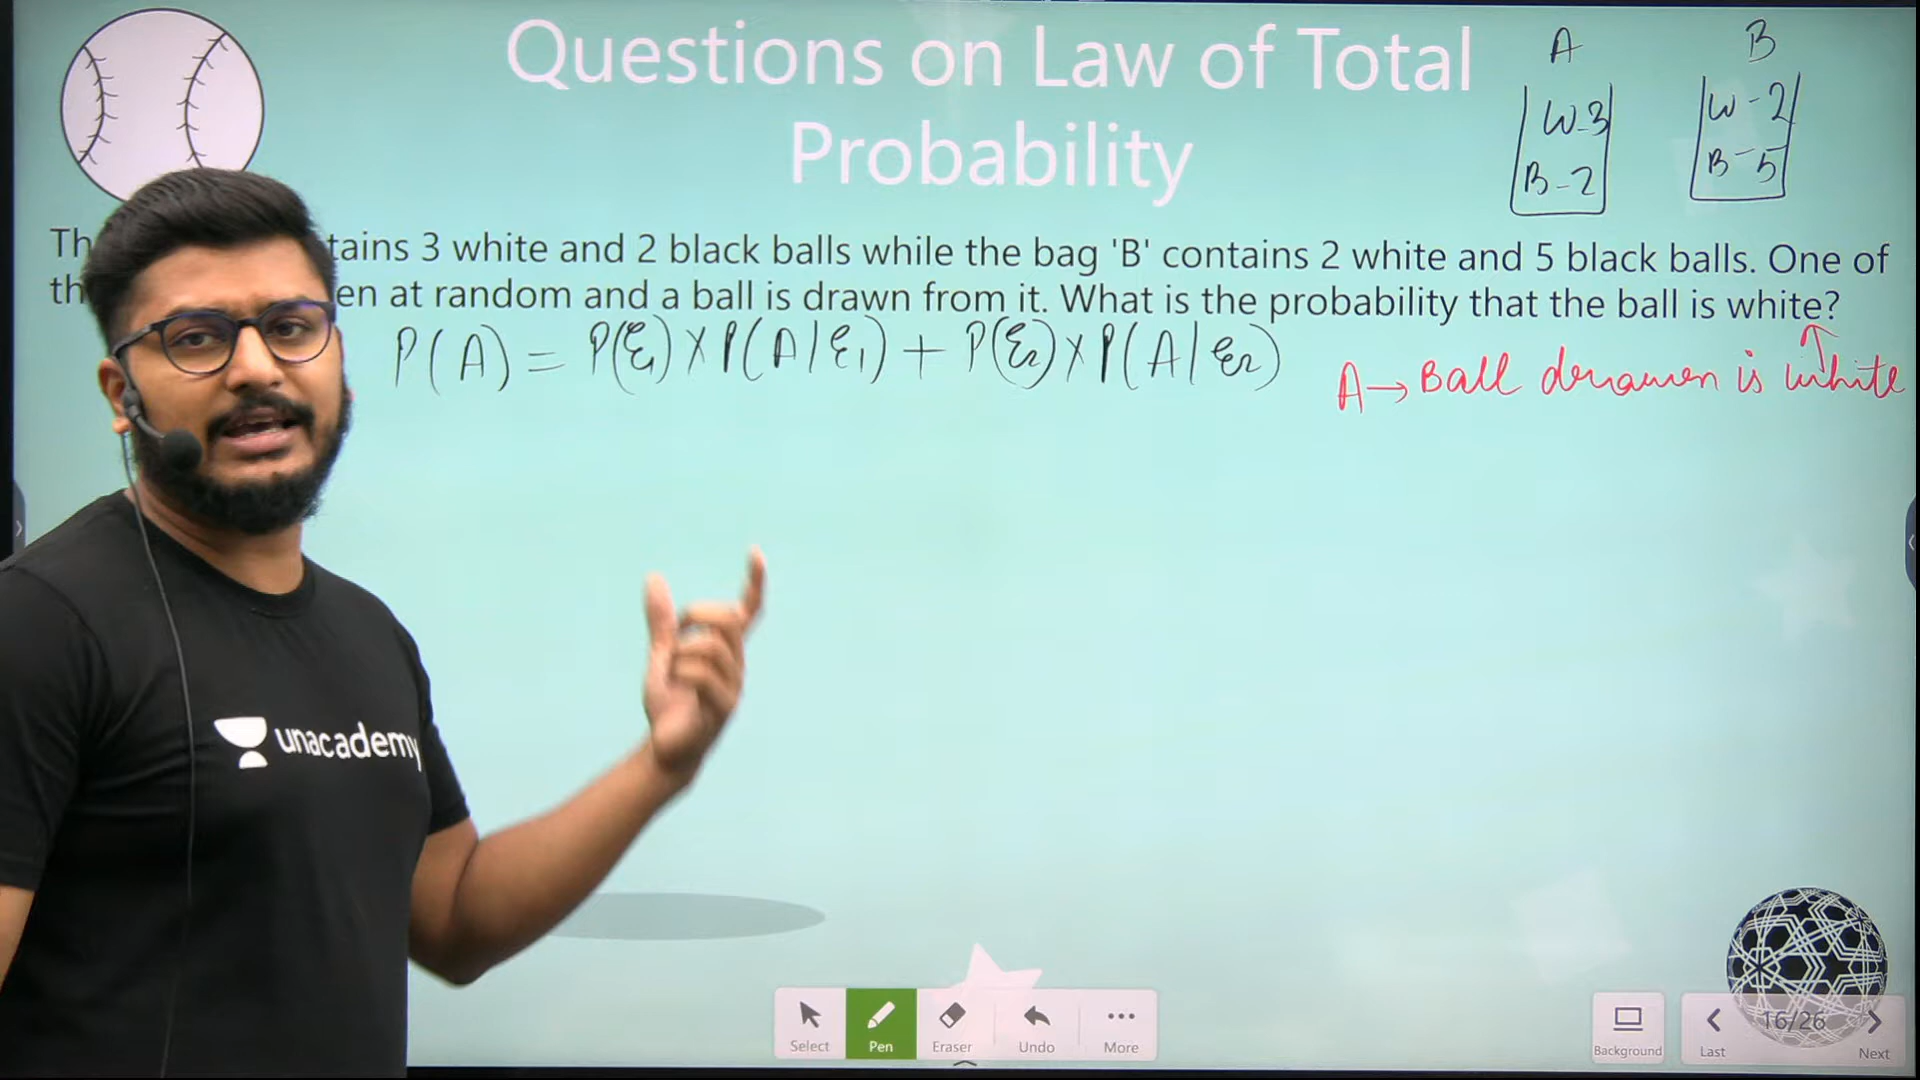 Questions on Law of Total
Probability
A
W-3
B-2
B
W-2
B-5
Th tains 3 white and 2 black balls while the bag 'B' contains 2 white and 5 black balls. One of
th en at random and a ball is drawn from it. What is the probability that the ball is white?
P(A) = P(E₁) X P(A/E₁) + P(E₂) X P(A/E₂)
A → Ball drawen is white
unacademy
Select
Pen
Eraser
Undo
More
Background
Last
16/26
Next